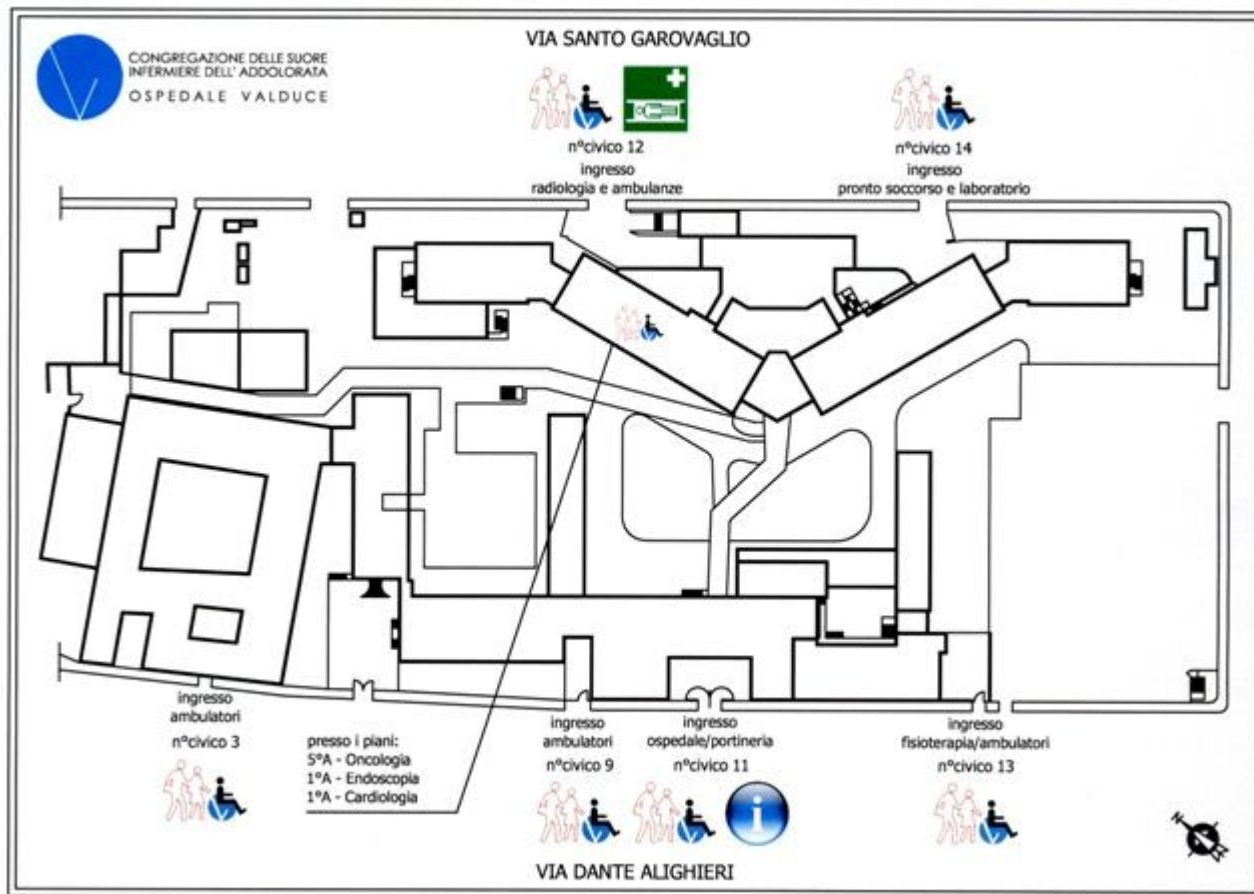 CONGREGAZIONE DELLE SUORE
INFERMIERE DELL' ADDOLORATA
OSPEDALE VALDUCE
VIA SANTO GAROVAGLIO
n°civico 12
ingresso
radiologia e ambulanze
n°civico 14
ingresso
pronto soccorso e laboratorio
ingresso
ambulatori
n°civico 3
presso i piani:
5°A - Oncologia
1°A - Endoscopia
1°A - Cardiologia
ingresso
ambulatori
n°civico 9
ingresso
ospedale/portineria
n°civico 11
i
ingresso
fisioterapia/ambulatori
n°civico 13
N
VIA DANTE ALIGHIERI